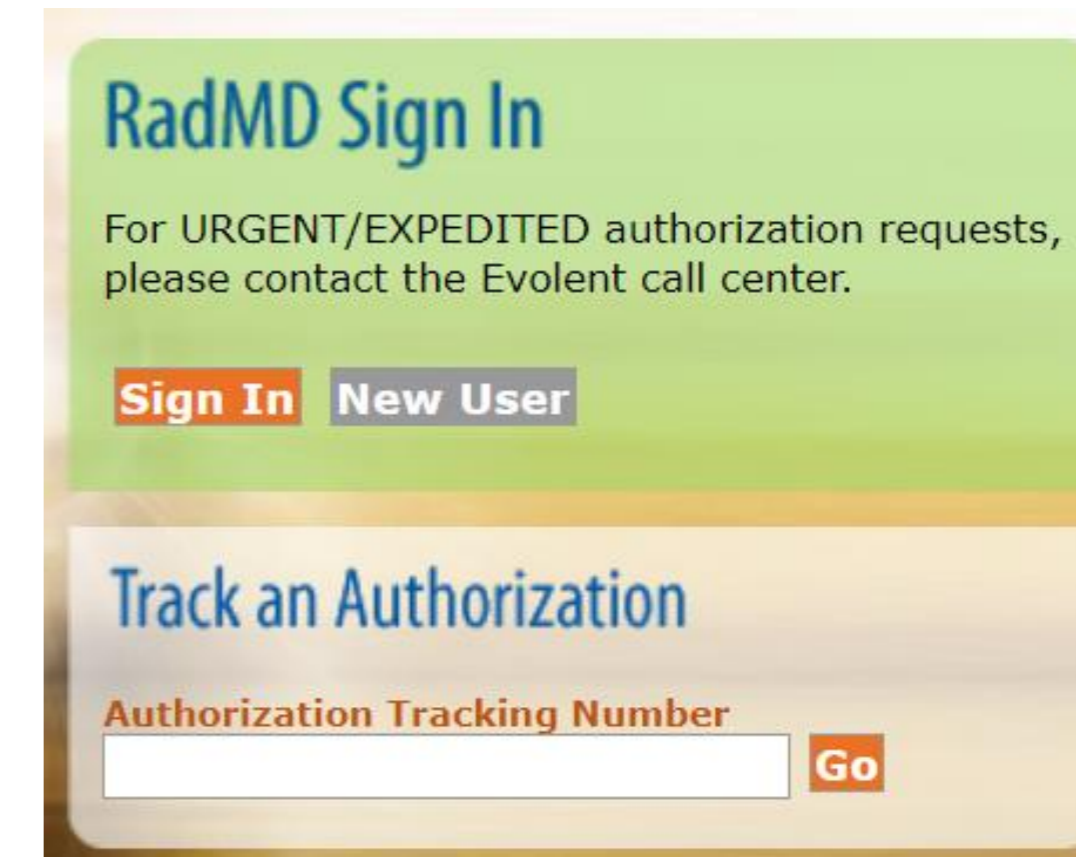 RadMD Sign In
For URGENT/EXPEDITED authorization requests,
please contact the Evolent call center.
Sign In New User
Track an Authorization
Authorization Tracking Number
Go